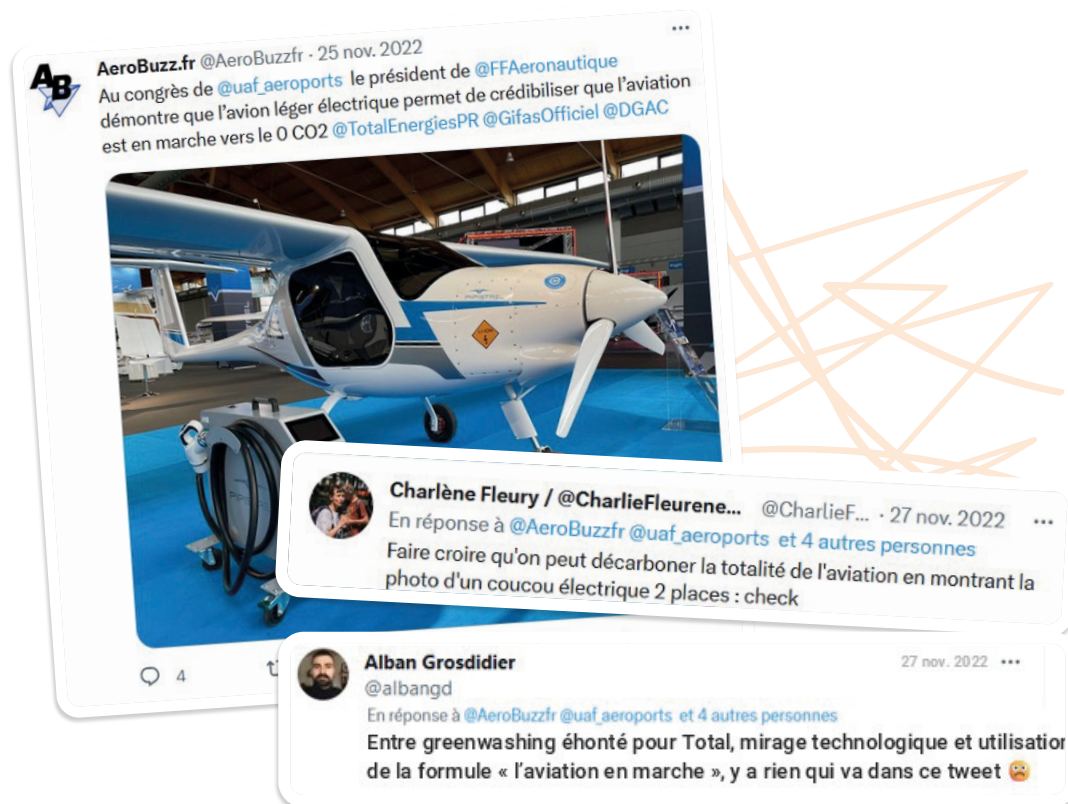 AB
AeroBuzz.fr @AeroBuzzfr · 25 nov. 2022
Au congrès de @uaf_aeroports le président de @FFAeronautique
démontre que l'avion léger électrique permet de crédibiliser que l'aviation
est en marche vers le 0 CO2 @TotalEnergiesPR @GifasOfficiel @DGAC
PIPISTREL
PIPISTREL
4
Charlène Fleury / @CharlieFleurene... @CharlieF... · 27 nov. 2022
En réponse à @AeroBuzzfr @uaf_aeroports et 4 autres personnes
Faire croire qu'on peut décarboner la totalité de l'aviation en montrant la
photo d'un coucou électrique 2 places : check
Alban Grosdidier 27 nov. 2022
@albangd
En réponse à @AeroBuzzfr @uaf_aeroports et 4 autres personnes
Entre greenwashing éhonté pour Total, mirage technologique et utilisation
de la formule « l'aviation en marche », y a rien qui va dans ce tweet 😟